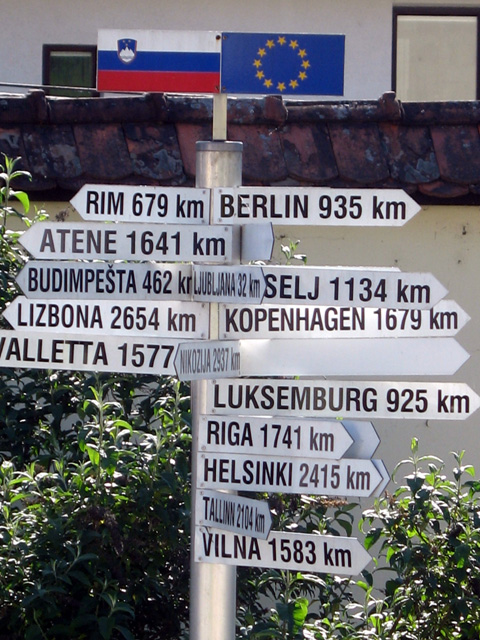 RIM 679 km
BERLIN 935 km
ATENE 1641 km
BUDIMPEŠTA 462 k
LJUBLJANA 32 km
SELJ 1134 km
LIZBONA 2654 km
KOPENHAGEN 1679 km
VALLETTA 1577
NIKOZIJA 2937 km
LUKSEMBURG 925 km
RIGA 1741 km
HELSINKI 2415 km
TALLINN 2104 km
VILNA 1583 km